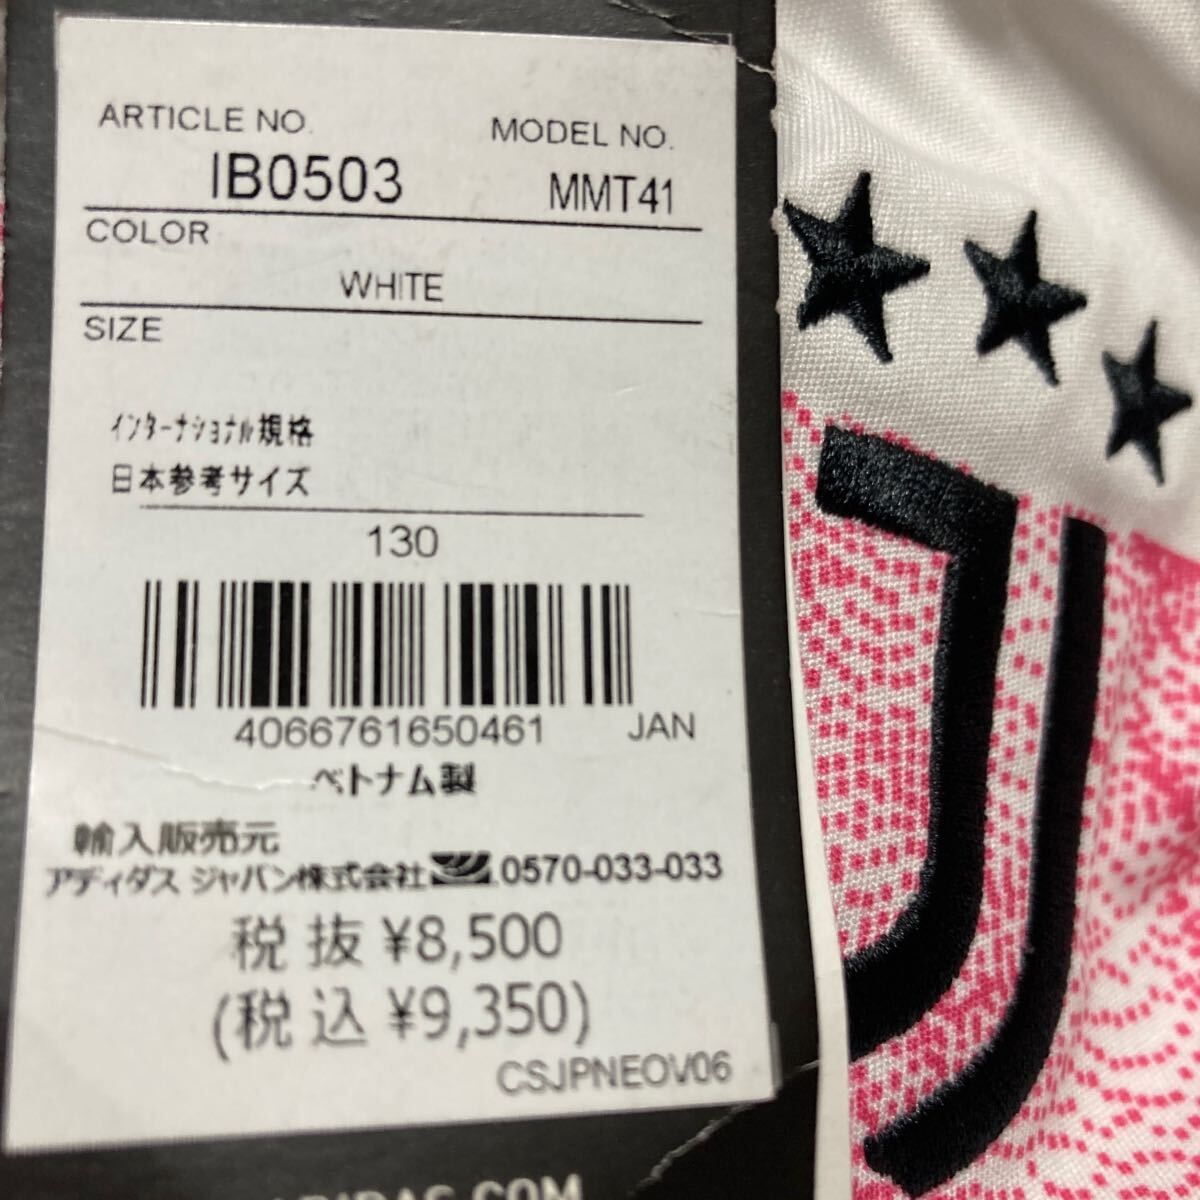 ARTICLE NO.
MODEL NO.
IB0503
MMT41
COLOR
WHITE
SIZE
インターナショナル規格
日本参考サイズ
130
4066761650461
JAN
ベトナム製
輸入販売元
アディダス ジャパン株式会社 0570-033-033
税 抜 ¥8,500
(税 込 ¥9,350)
CSJPNEOV06
ADIDAS.COM